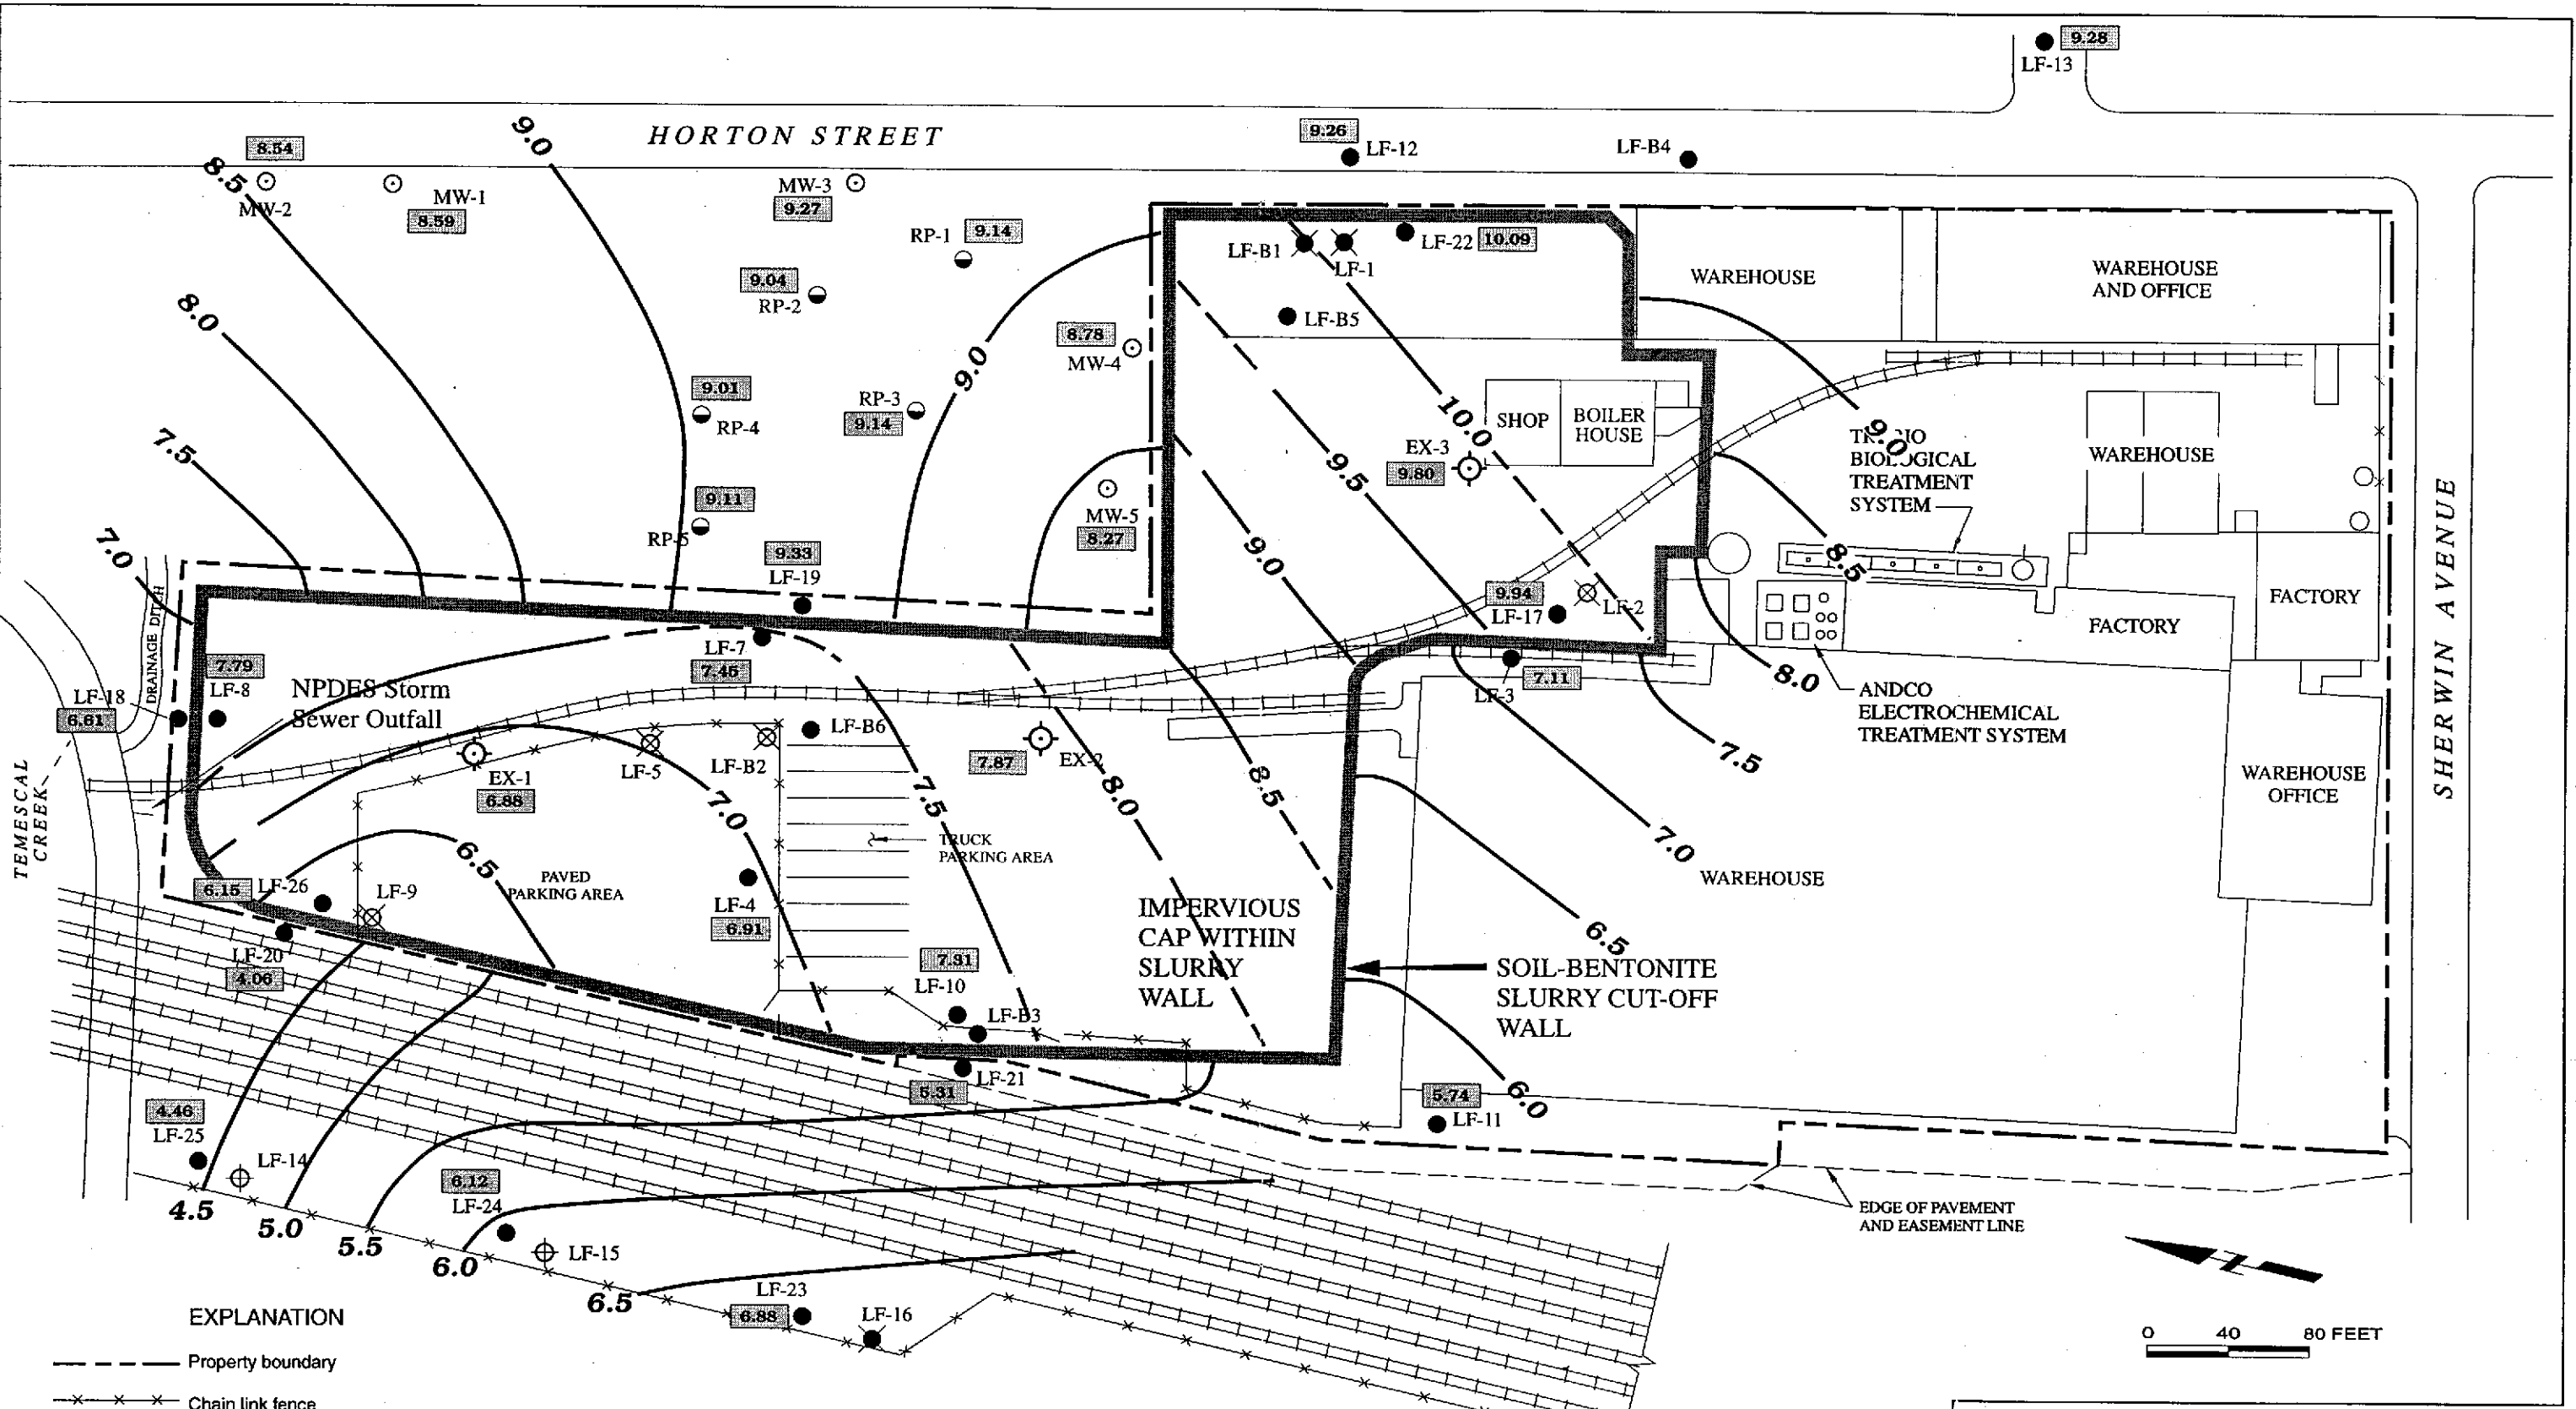 9.28
LF-13
HORTON STREET
9.0
9.26
LF-12
LF-B4
8.54
8.5
MW-2
MW-1
8.59
MW-3
9.27
RP-1
9.14
LF-B1
LF-1
LF-22
10.09
WAREHOUSE
WAREHOUSE
AND OFFICE
9.04
RP-2
8.0
8.78
MW-4
LF-B5
9.0
9.01
RP-4
RP-3
9.14
10.0
SHOP
BOILER
HOUSE
EX-3
9.80
9.5
9.0
BIOLOGICAL
TREATMENT
SYSTEM
WAREHOUSE
7.5
9.11
RP-5
MW-5
8.27
9.0
8.5
SHERWIN AVENUE
7.0
9.33
LF-19
9.94
LF-17
LF-2
FACTORY
FACTORY
DRAINAGE DITCH
LF-7
7.45
7.79
LF-8
LF-18
6.61
NPDES Storm
Sewer Outfall
LF-3
7.11
8.0
ANDCO
ELECTROCHEMICAL
TREATMENT SYSTEM
LF-B6
EX-1
6.88
LF-5
LF-B2
7.87
EX-2
8.5
7.5
WAREHOUSE
OFFICE
TEMESCAL
CREEK
7.0
7.5
8.0
TRUCK
PARKING AREA
7.0
WAREHOUSE
6.5
PAVED
PARKING AREA
6.15
LF-26
LF-9
LF-4
6.91
IMPERVIOUS
CAP WITHIN
SLURRY
WALL
6.5
SOIL-BENTONITE
SLURRY CUT-OFF
WALL
LF-20
4.06
7.31
LF-10
LF-B3
LF-21
5.31
6.0
5.74
LF-11
4.46
LF-25
LF-14
6.12
LF-24
LF-15
4.5
5.0
5.5
6.0
6.5
LF-23
6.88
LF-16
EDGE OF PAVEMENT
AND EASEMENT LINE
0 40 80 FEET
EXPLANATION
Property boundary
Chain link fence